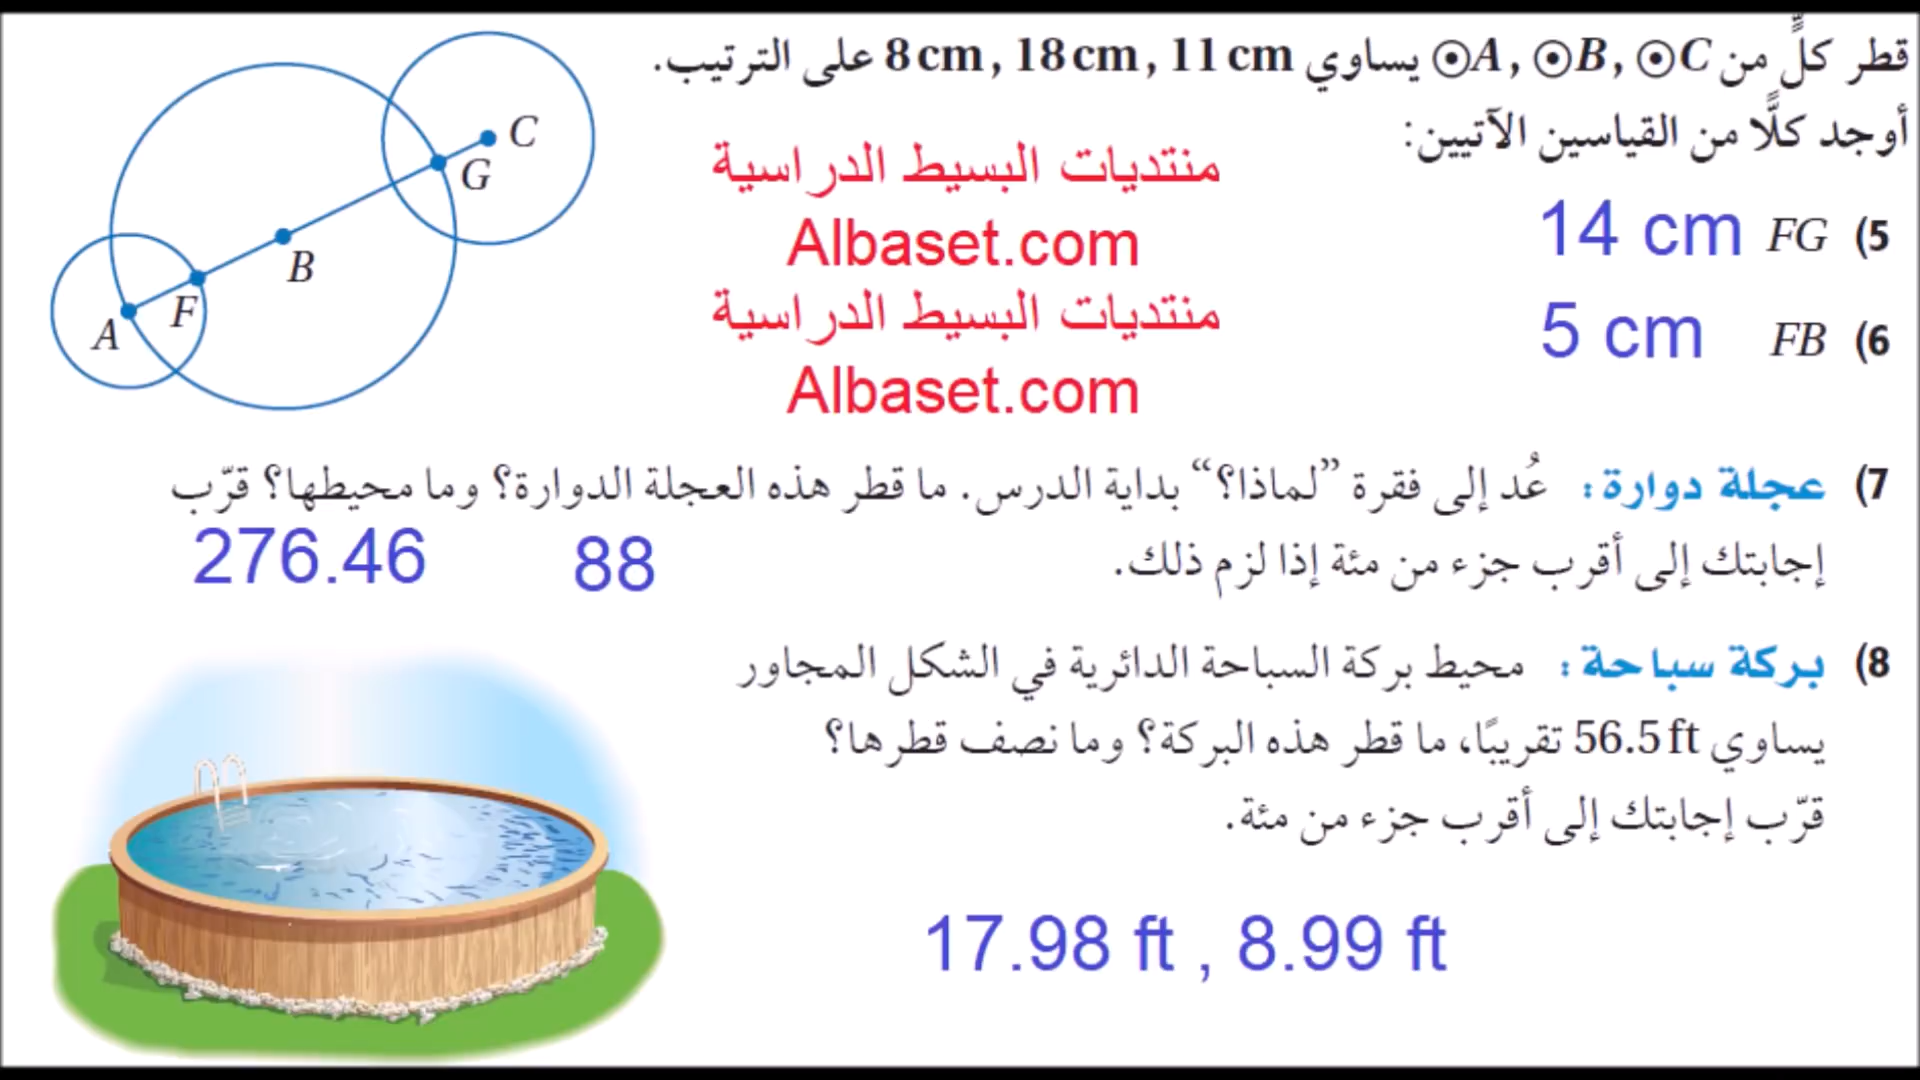 قطر كلٍّ من ⊙A, ⊙B, ⊙C يساوي 8 cm, 18 cm, 11 cm على الترتيب.
أوجد كلًّا من القياسين الآتيين:
5) FG 14 cm
6) FB 5 cm
منتديات البسيط الدراسية
Albaset.com
منتديات البسيط الدراسية
Albaset.com
C
G
B
F
A
7) عجلة دوارة: عُد إلى فقرة "لماذا؟" بداية الدرس. ما قطر هذه العجلة الدوارة؟ وما محيطها؟ قرّب
إجابتك إلى أقرب جزء من مئة إذا لزم ذلك.
88 276.46
8) بركة سباحة: محيط بركة السباحة الدائرية في الشكل المجاور
يساوي 56.5 ft تقريبًا، ما قطر هذه البركة؟ وما نصف قطرها؟
قرّب إجابتك إلى أقرب جزء من مئة.
17.98 ft , 8.99 ft